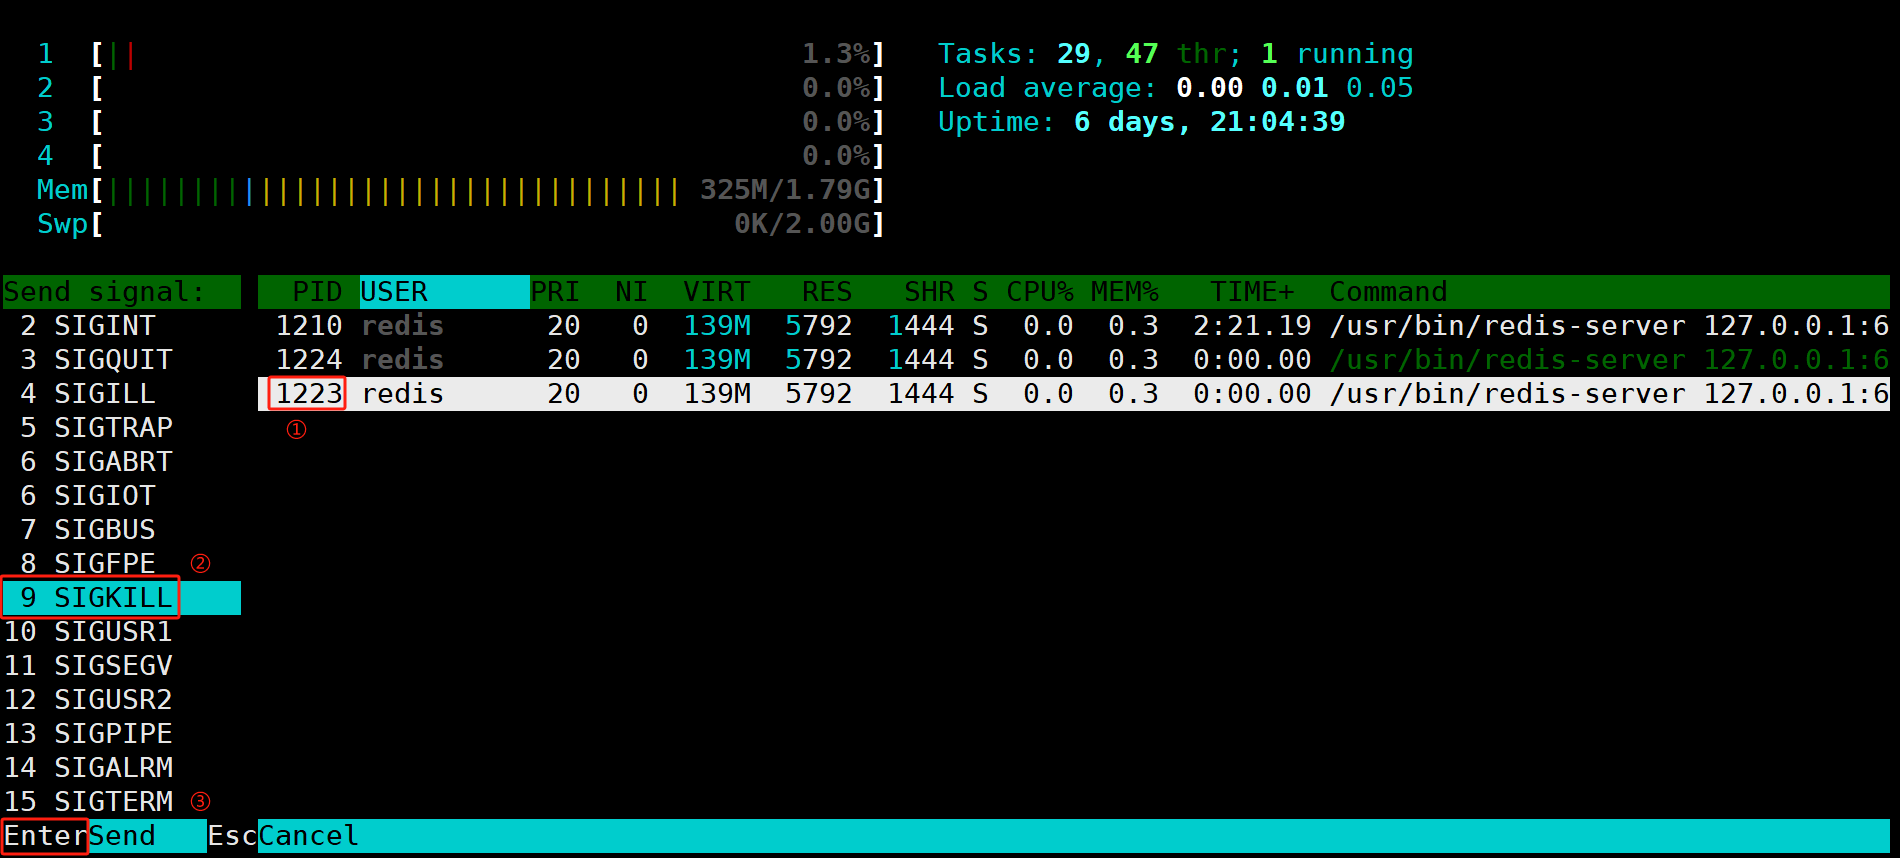 1 [|| 1.3%] Tasks: 29, 47 thr; 1 running
2 [ 0.0%] Load average: 0.00 0.01 0.05
3 [ 0.0%] Uptime: 6 days, 21:04:39
4 [ 0.0%]
Mem[|||||||||||||||||||||||||||||||||| 325M/1.79G]
Swp[ 0K/2.00G]
Send signal: PID USER PRI NI VIRT RES SHR S CPU% MEM% TIME+ Command
2 SIGINT 1210 redis 20 0 139M 5792 1444 S 0.0 0.3 2:21.19 /usr/bin/redis-server 127.0.0.1:6
3 SIGQUIT 1224 redis 20 0 139M 5792 1444 S 0.0 0.3 0:00.00 /usr/bin/redis-server 127.0.0.1:6
4 SIGILL 1223 redis 20 0 139M 5792 1444 S 0.0 0.3 0:00.00 /usr/bin/redis-server 127.0.0.1:6
5 SIGTRAP ①
6 SIGABRT
6 SIGIOT
7 SIGBUS
8 SIGFPE ②
9 SIGKILL
10 SIGUSR1
11 SIGSEGV
12 SIGUSR2
13 SIGPIPE
14 SIGALRM
15 SIGTERM ③
EnterSend EscCancel